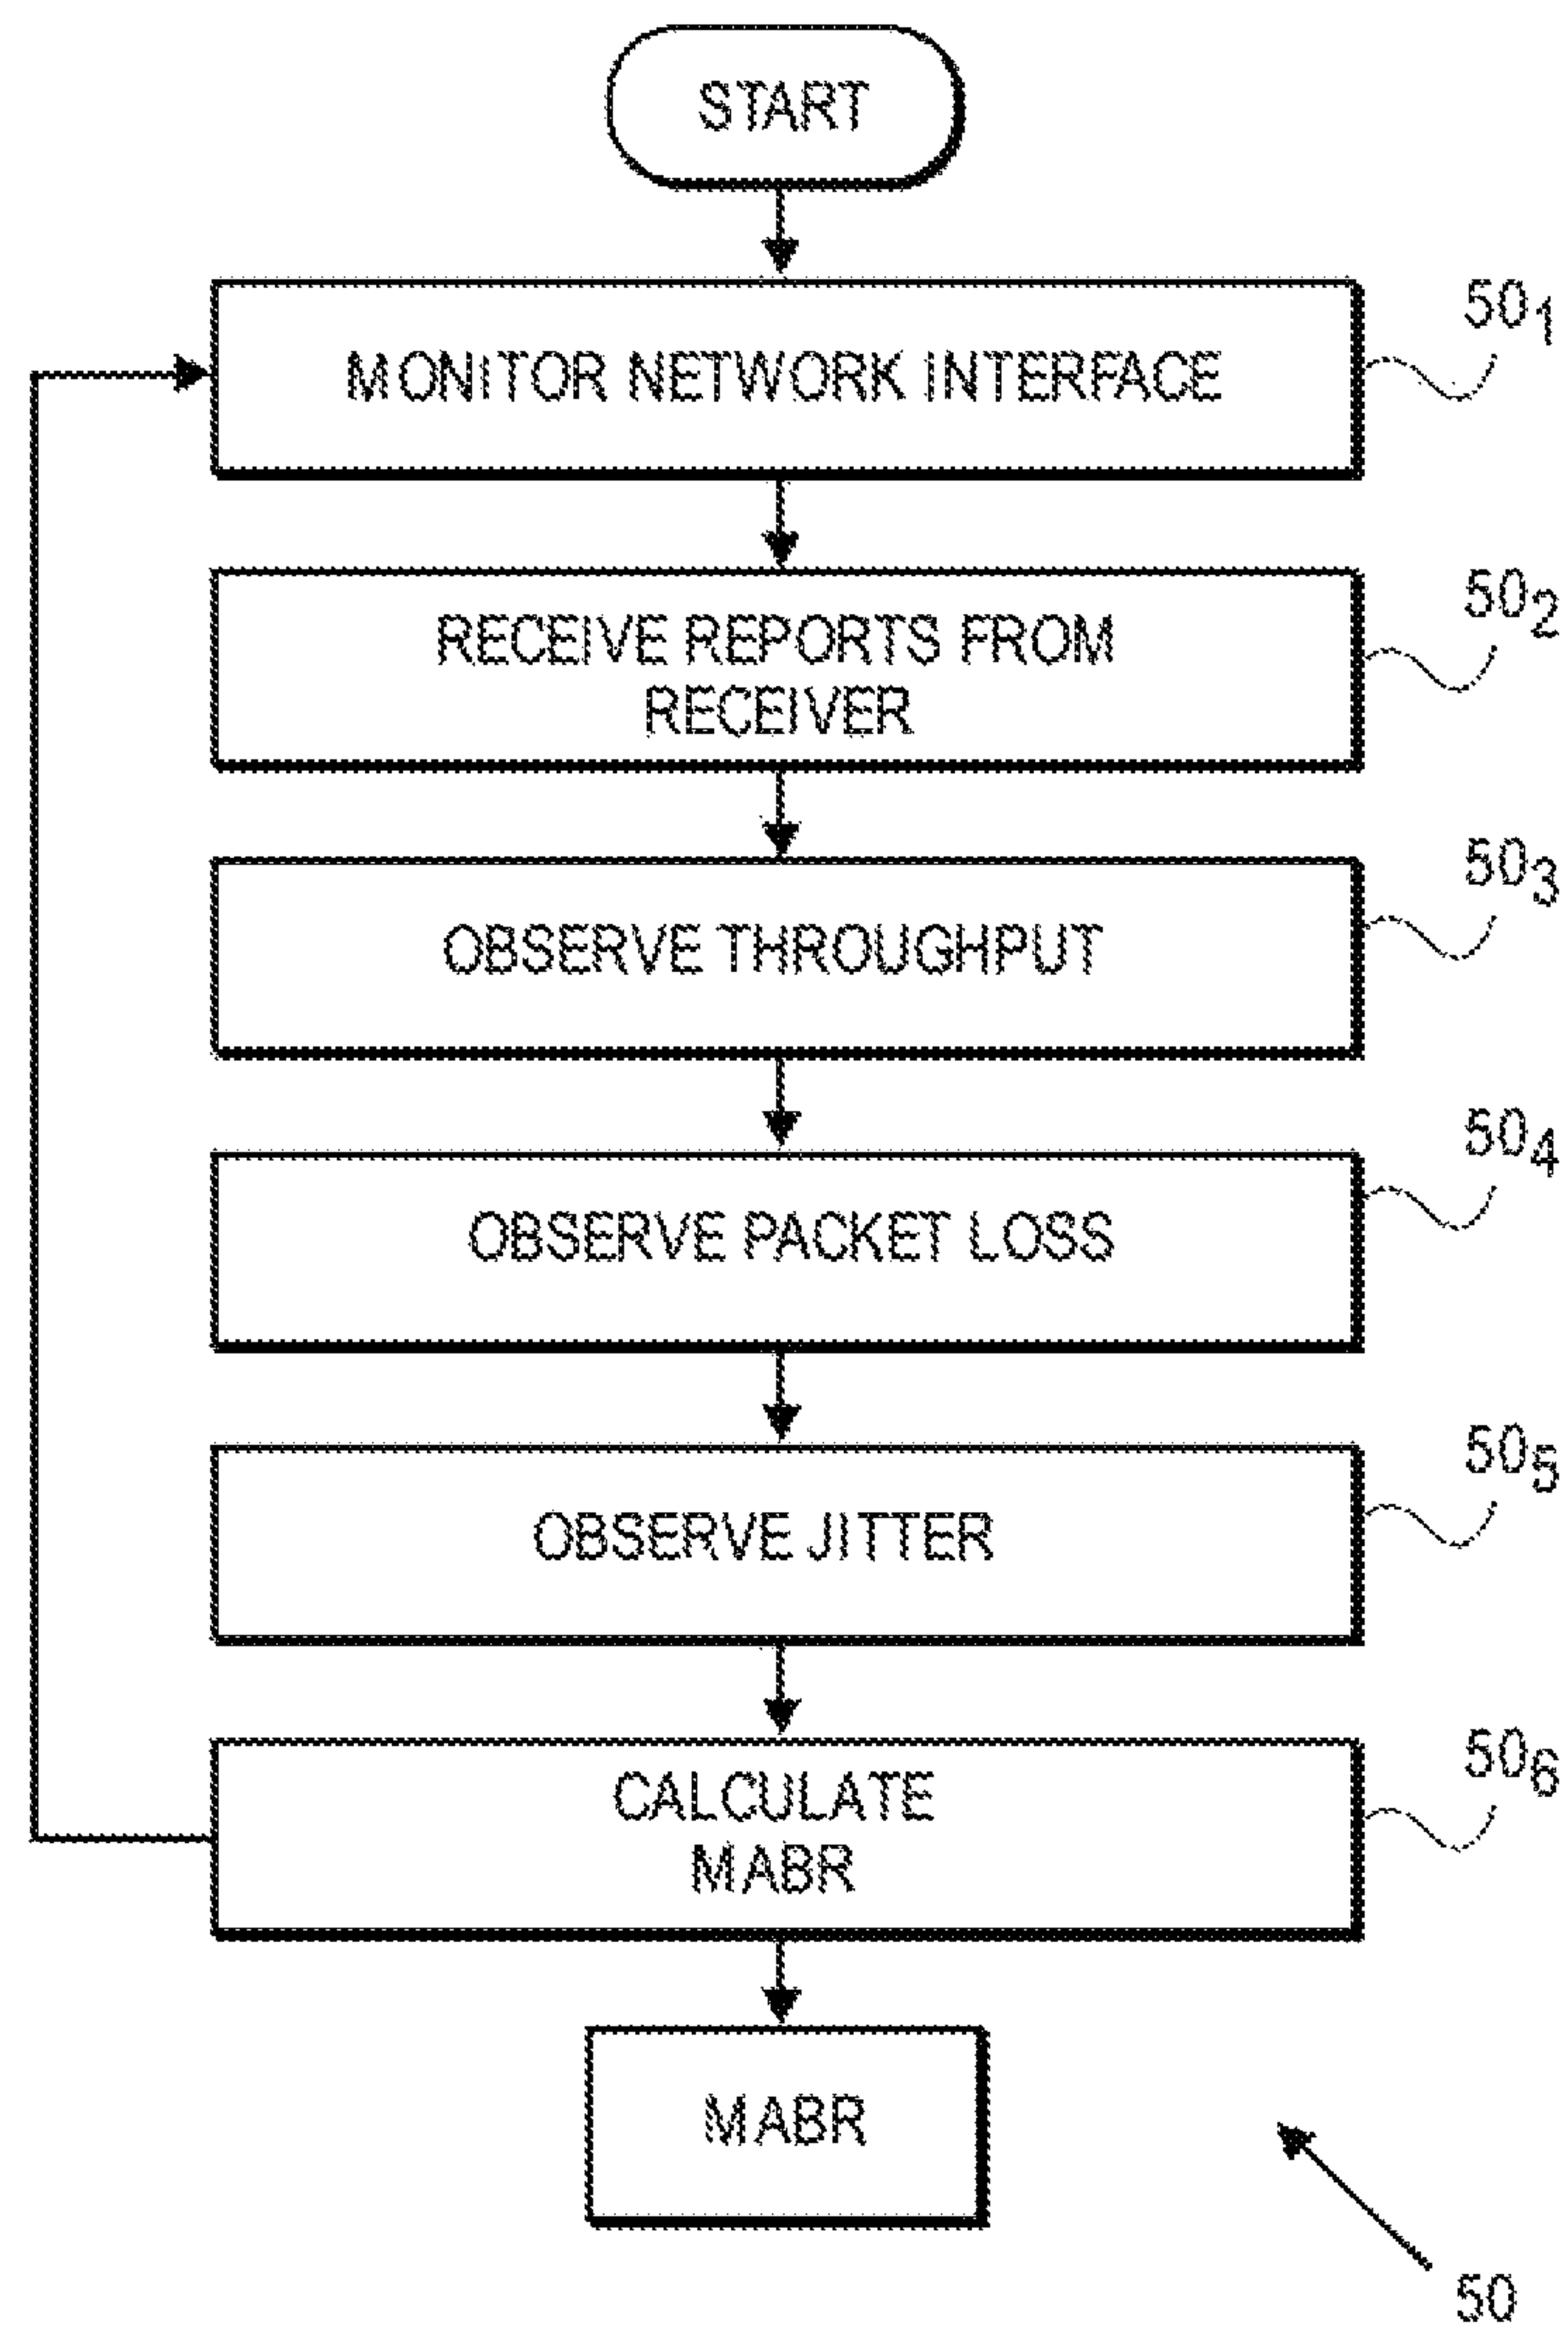 START
MONITOR NETWORK INTERFACE
50₁
RECEIVE REPORTS FROM
RECEIVER
50₂
OBSERVE THROUGHPUT
50₃
OBSERVE PACKET LOSS
50₄
OBSERVE JITTER
50₅
CALCULATE
MABR
50₆
MABR
50